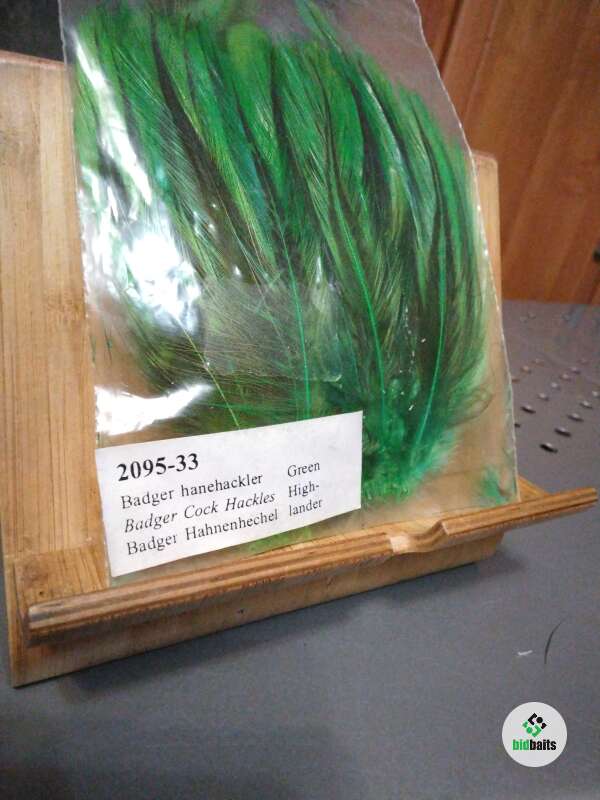 2095-33
Badger hanehackler Green
Badger Cock Hackles High-
Badger Hahnenhechel lander
bidbaits